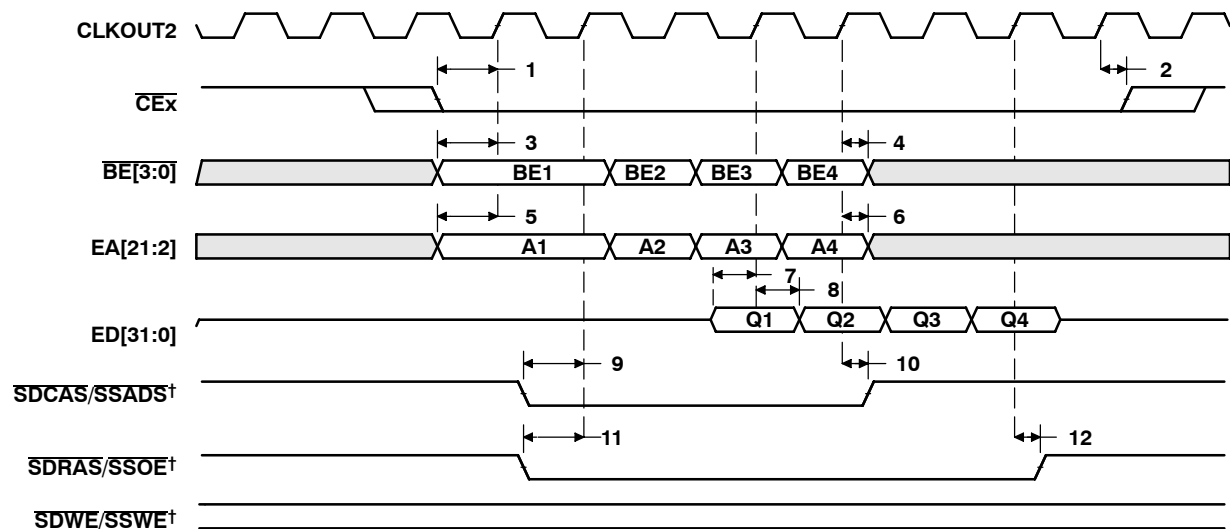 CLKOUT2
1 2
CEx
3 4
BE[3:0] BE1 BE2 BE3 BE4
5 6
EA[21:2] A1 A2 A3 A4
7 8
ED[31:0] Q1 Q2 Q3 Q4
9 10
SDCAS/SSADS†
11 12
SDRAS/SSOE†
SDWE/SSWE†